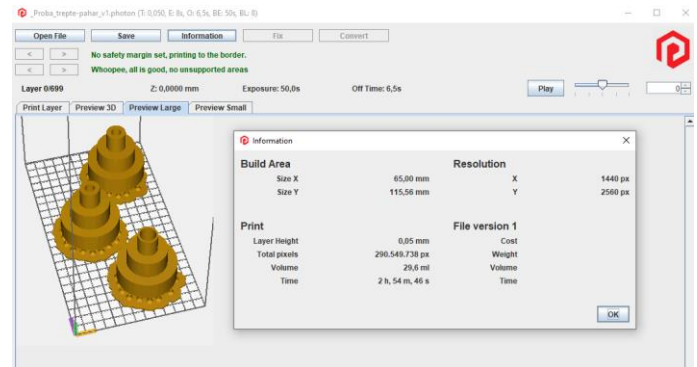 _Proba_trepte-pahar_v1.photon (T: 0,050, E: 8s, O: 6,5s, BE: 50s, BL: 8)
Open File Save Information Fix Convert
< > No safety margin set, printing to the border.
< > Whoopee, all is good, no unsupported areas
Layer 0/699 Z: 0,0000 mm Exposure: 50,0s Off Time: 6,5s Play 0
Print Layer Preview 3D Preview Large Preview Small
Information
Build Area Resolution
Size X 65,00 mm X 1440 px
Size Y 115,56 mm Y 2560 px
Print File version 1
Layer Height 0,05 mm Cost
Total pixels 290.549.738 px Weight
Volume 29,6 ml Volume
Time 2 h, 54 m, 46 s Time
OK